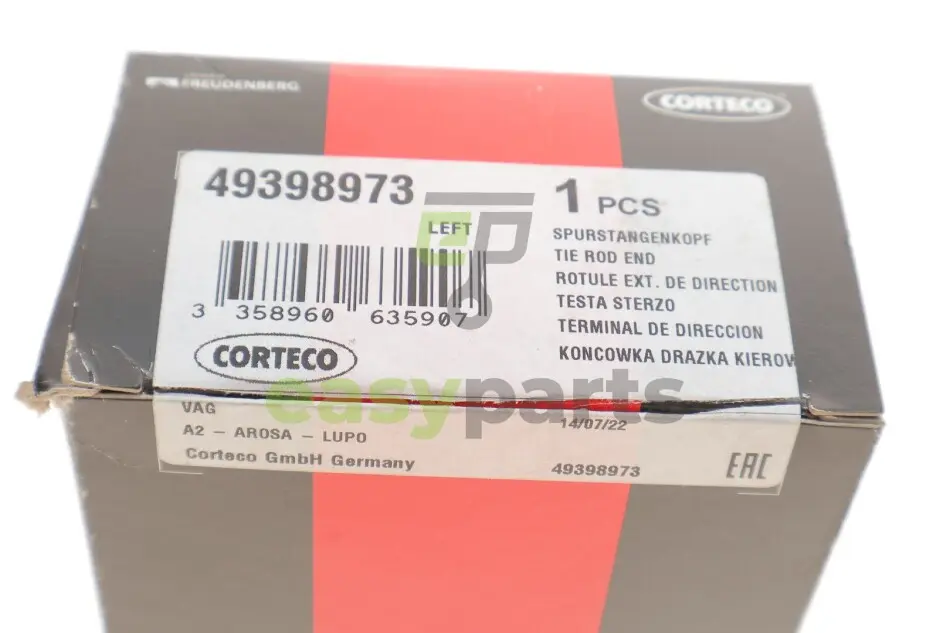 FREUDENBERG
CORTECO
49398973
1 PCS
LEFT
SPURSTANGENKOPF
TIE ROD END
ROTULE EXT. DE DIRECTION
TESTA STERZO
TERMINAL DE DIRECCION
KONCOWKA DRAZKA KIEROW
3 358960 635907
CORTECO
easyparts
VAG
14/07/22
A2 - AROSA - LUPO
Corteco GmbH Germany
49398973
EAC